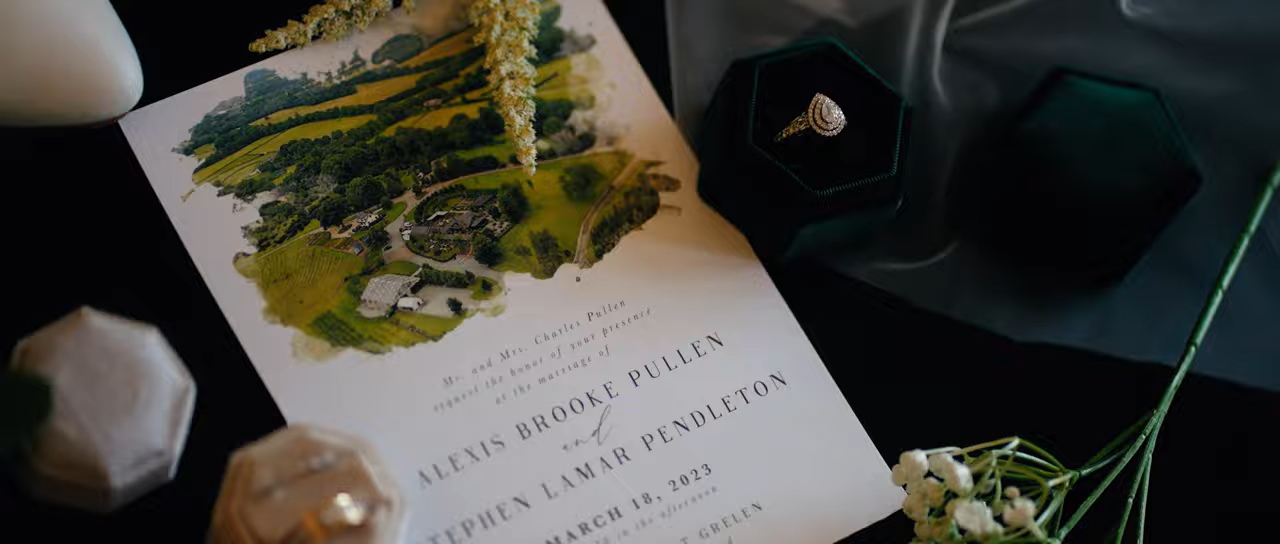 Mr. and Mrs. Charles Pullen
request the honor of your presence
at the marriage of
ALEXIS BROOKE PULLEN
and
STEPHEN LAMAR PENDLETON
MARCH 18, 2023
in the afternoon
GRELEN